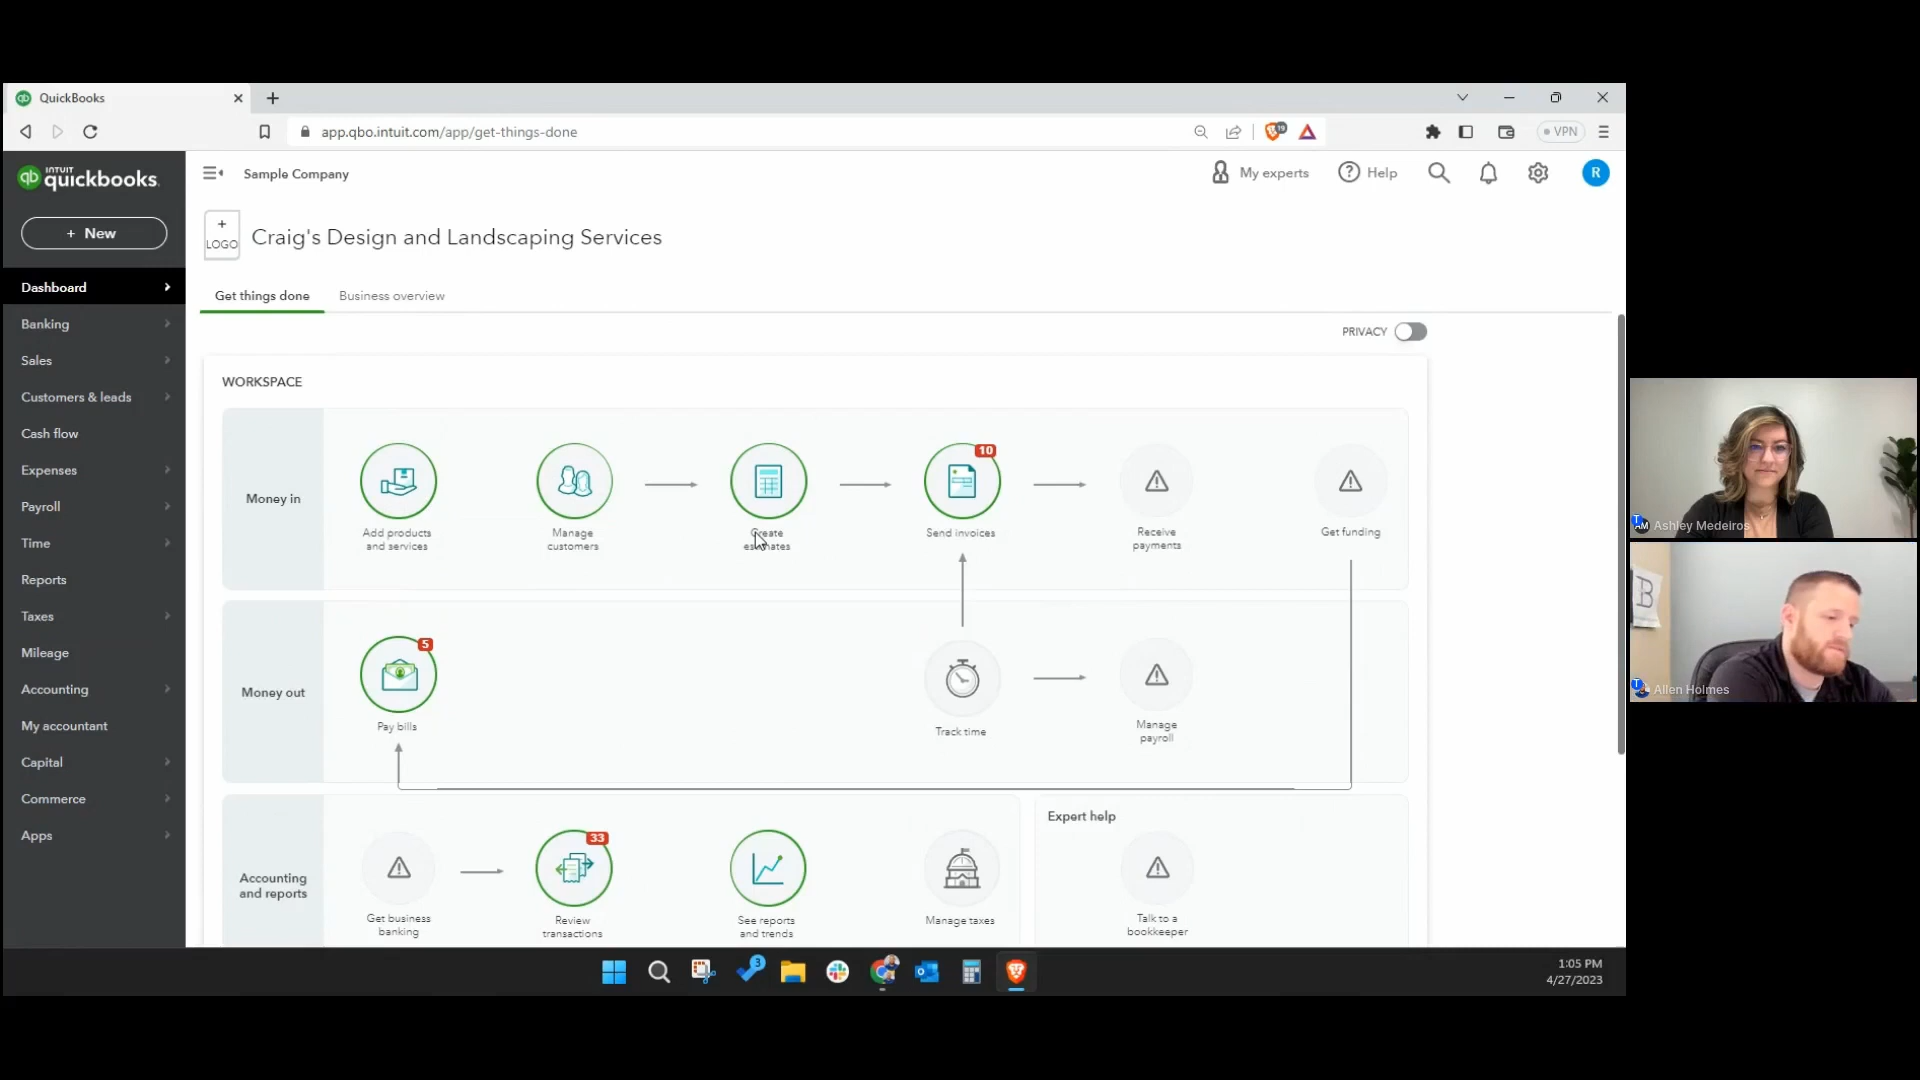 QuickBooks
app.qbo.intuit.com/app/get-things-done
19
VPN
INTUIT
quickbooks.
qb
Sample Company
My experts
Help
R
+ New
+
LOGO
Craig's Design and Landscaping Services
Get things done
Business overview
PRIVACY
Dashboard
Banking
Sales
Customers & leads
Cash flow
Expenses
Payroll
Time
Reports
Taxes
Mileage
Accounting
My accountant
Capital
Commerce
Apps
WORKSPACE
Money in
Add products
and services
Manage
customers
Create
estimates
10
Send invoices
Receive
payments
Get funding
Money out
5
Pay bills
Track time
Manage
payroll
Accounting
and reports
Get business
banking
33
Review
transactions
See reports
and trends
Manage taxes
Expert help
Talk to a
bookkeeper
3
1:05 PM
4/27/2023
AM
Ashley Medeiros
B
Allen Holmes